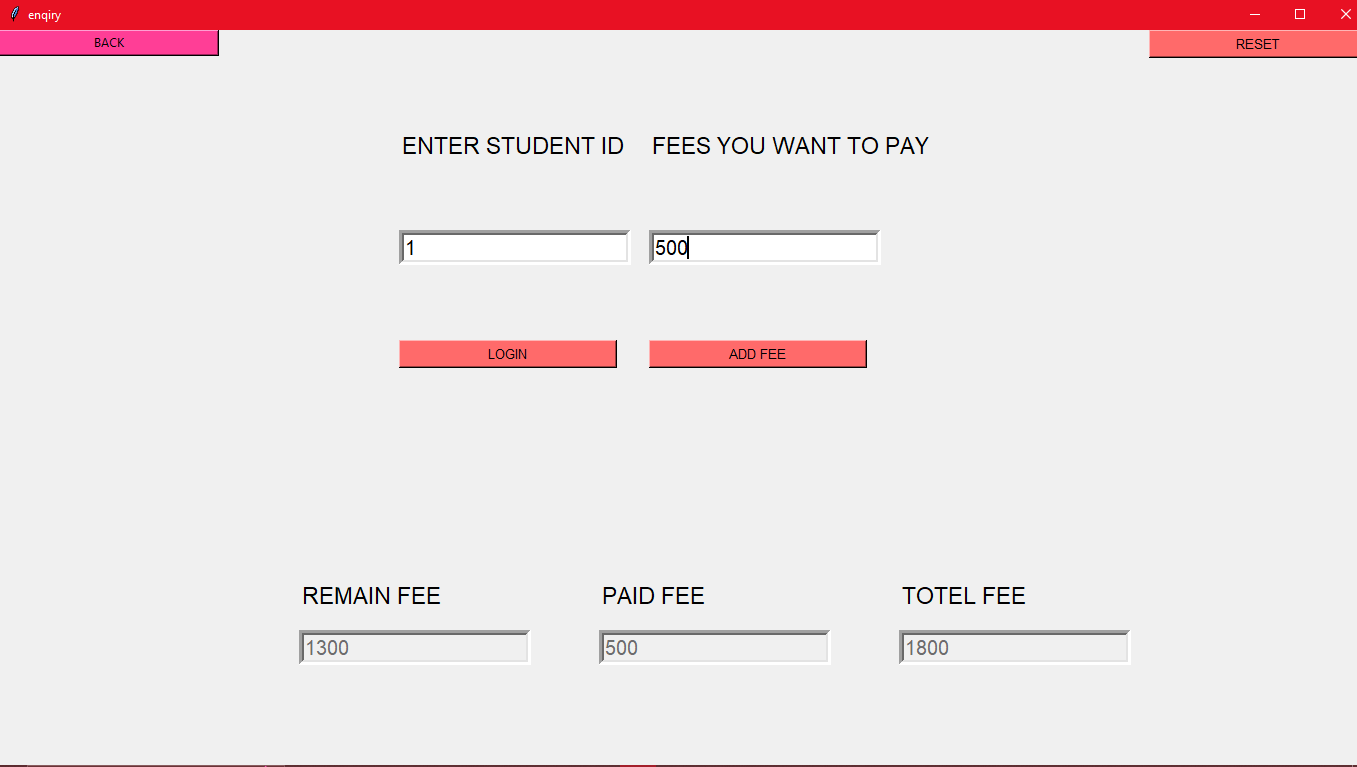 enqiry
BACK
RESET
ENTER STUDENT ID FEES YOU WANT TO PAY
1 500
LOGIN ADD FEE
REMAIN FEE PAID FEE TOTEL FEE
1300 500 1800